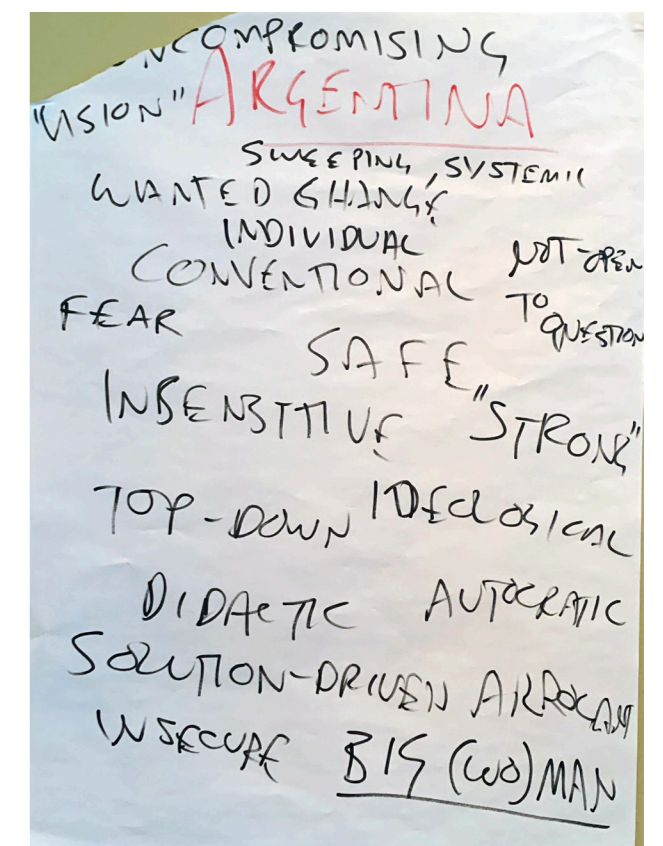 UNCOMPROMISING
"VISION" ARGENTINA
SWEEPING, SYSTEMIC
WANTED CHANGE
INDIVIDUAL
CONVENTIONAL NOT-OPEN
FEAR TO QUESTION
SAFE
INSENSITIVE "STRONG"
TOP-DOWN IDEOLOGICAL
DIDACTIC AUTOCRATIC
SOLUTION-DRIVEN ARROGANT
INSECURE BIG (WO)MAN